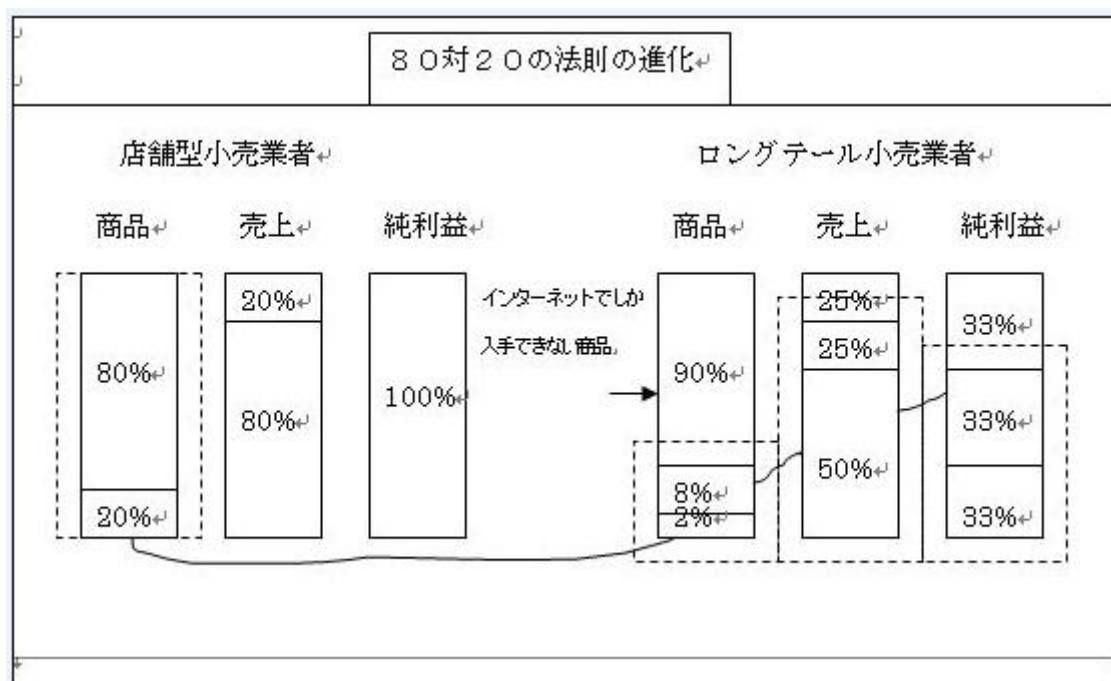 ８０対２０の法則の進化
店舗型小売業者
ロングテール小売業者
商品
売上
純利益
商品
売上
純利益
80%
20%
20%
80%
100%
インターネットでしか
入手できない商品。
90%
8%
2%
25%
25%
50%
33%
33%
33%